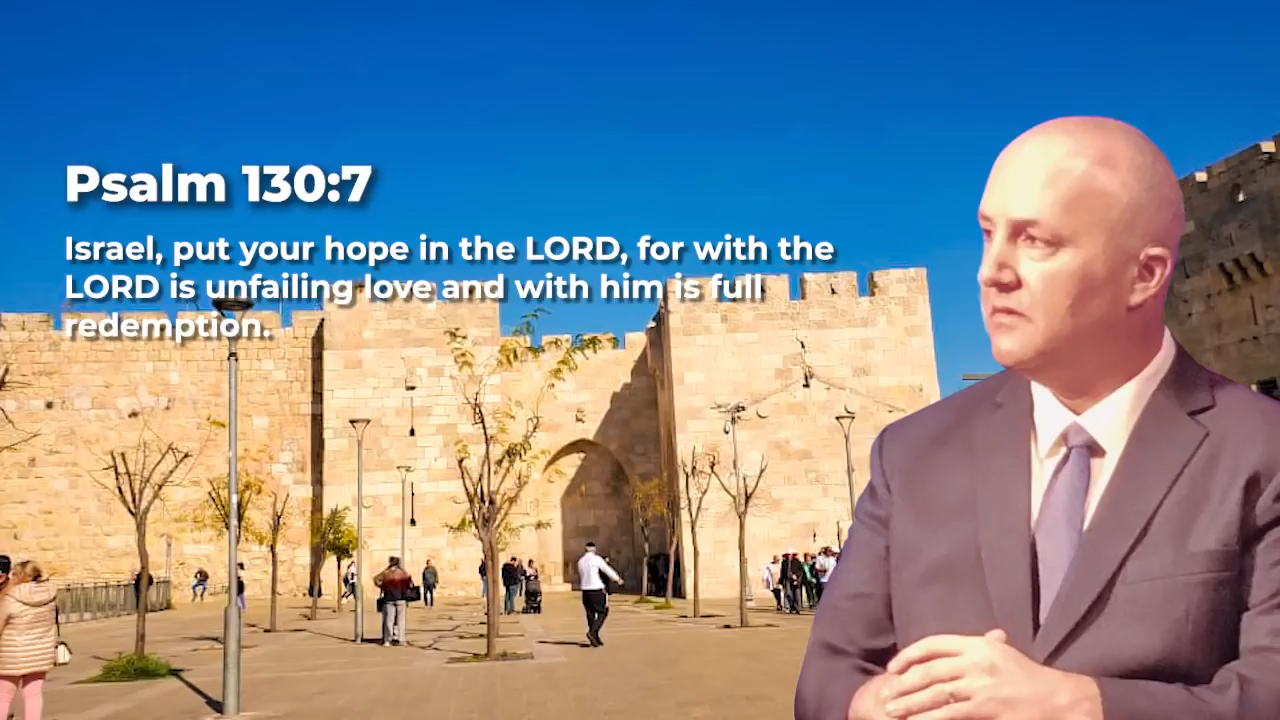 Psalm 130:7
Israel, put your hope in the LORD, for with the
LORD is unfailing love and with him is full
redemption.